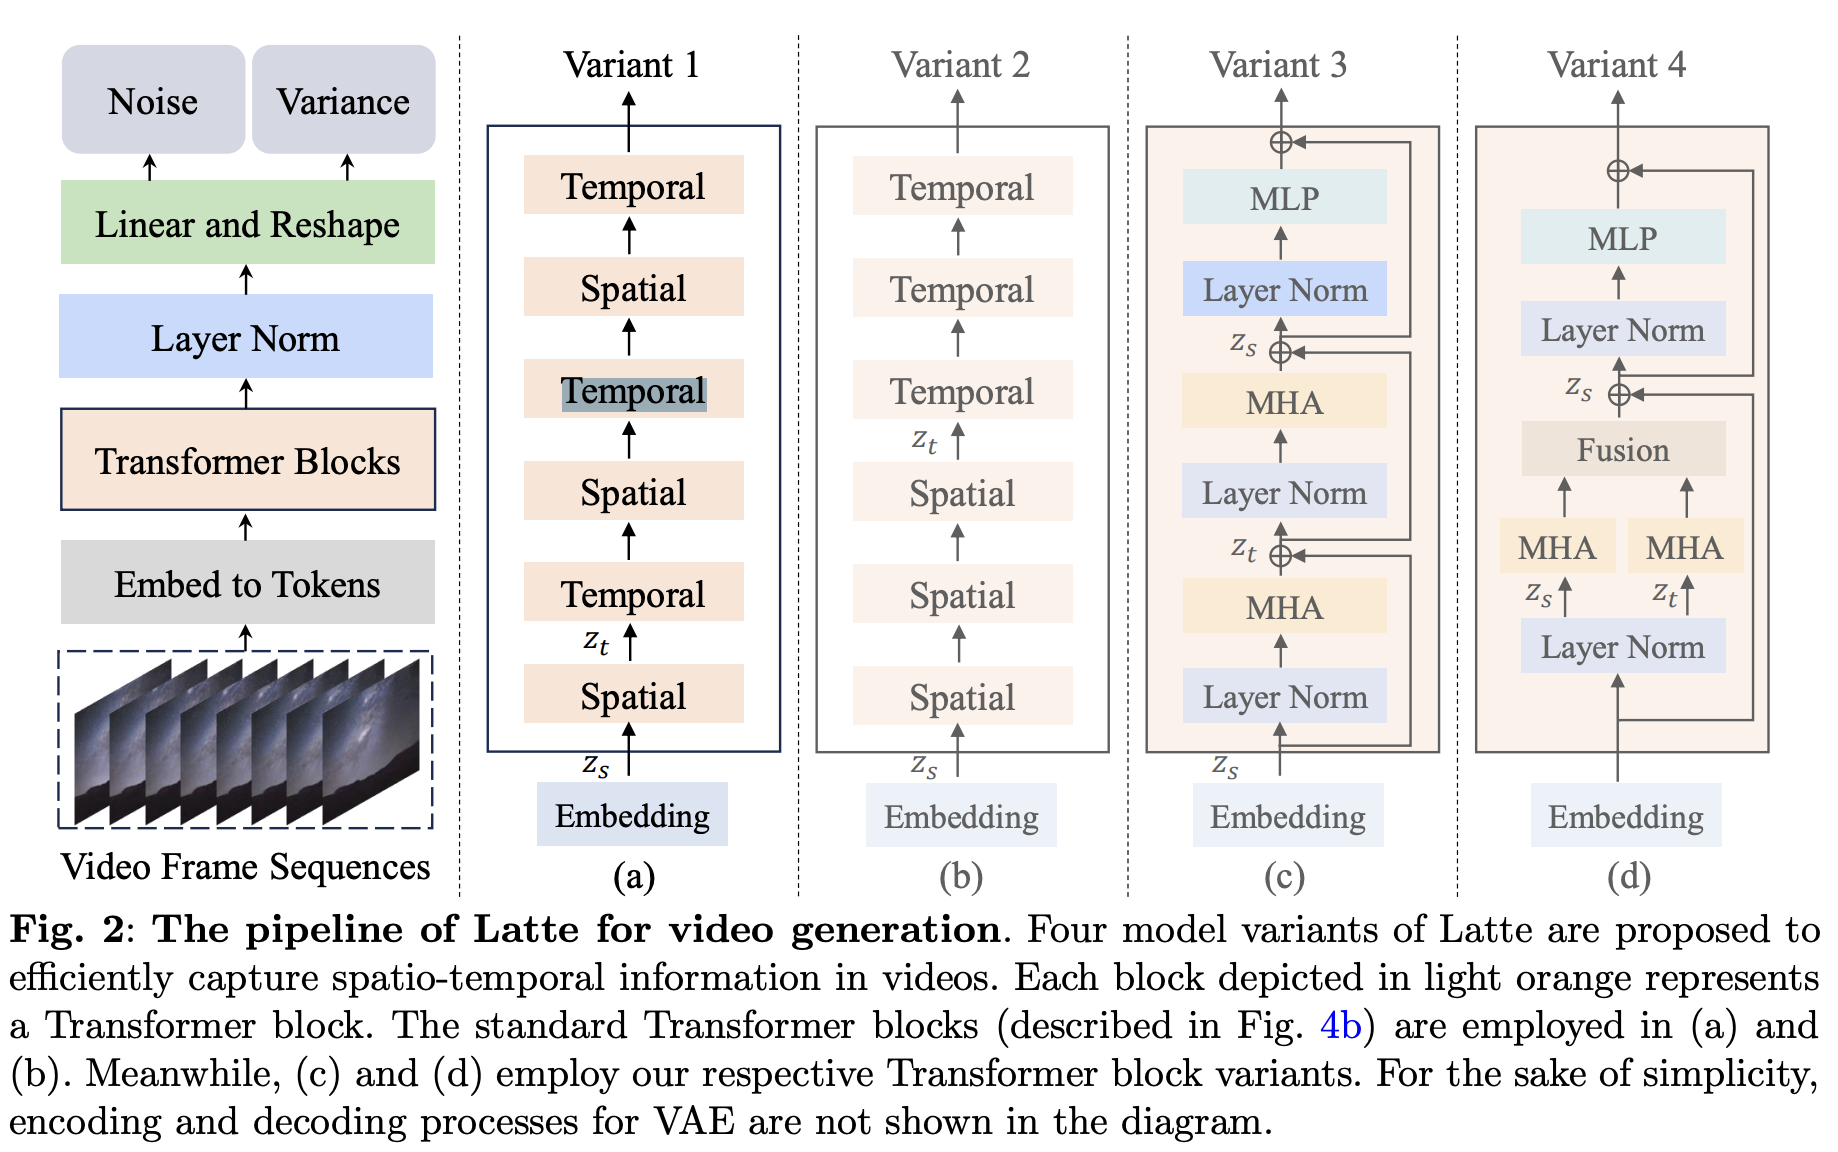 Noise
Variance
Linear and Reshape
Layer Norm
Transformer Blocks
Embed to Tokens
Video Frame Sequences
Variant 1
Temporal
Spatial
Temporal
Spatial
Temporal
z_t
Spatial
z_s
Embedding
(a)
Variant 2
Temporal
Temporal
Temporal
z_t
Spatial
Spatial
Spatial
z_s
Embedding
(b)
Variant 3
MLP
Layer Norm
z_s
MHA
Layer Norm
z_t
MHA
Layer Norm
z_s
Embedding
(c)
Variant 4
MLP
Layer Norm
z_s
Fusion
MHA MHA
z_s z_t
Layer Norm
Embedding
(d)
Fig. 2: The pipeline of Latte for video generation. Four model variants of Latte are proposed to
efficiently capture spatio-temporal information in videos. Each block depicted in light orange represents
a Transformer block. The standard Transformer blocks (described in Fig. 4b) are employed in (a) and
(b). Meanwhile, (c) and (d) employ our respective Transformer block variants. For the sake of simplicity,
encoding and decoding processes for VAE are not shown in the diagram.